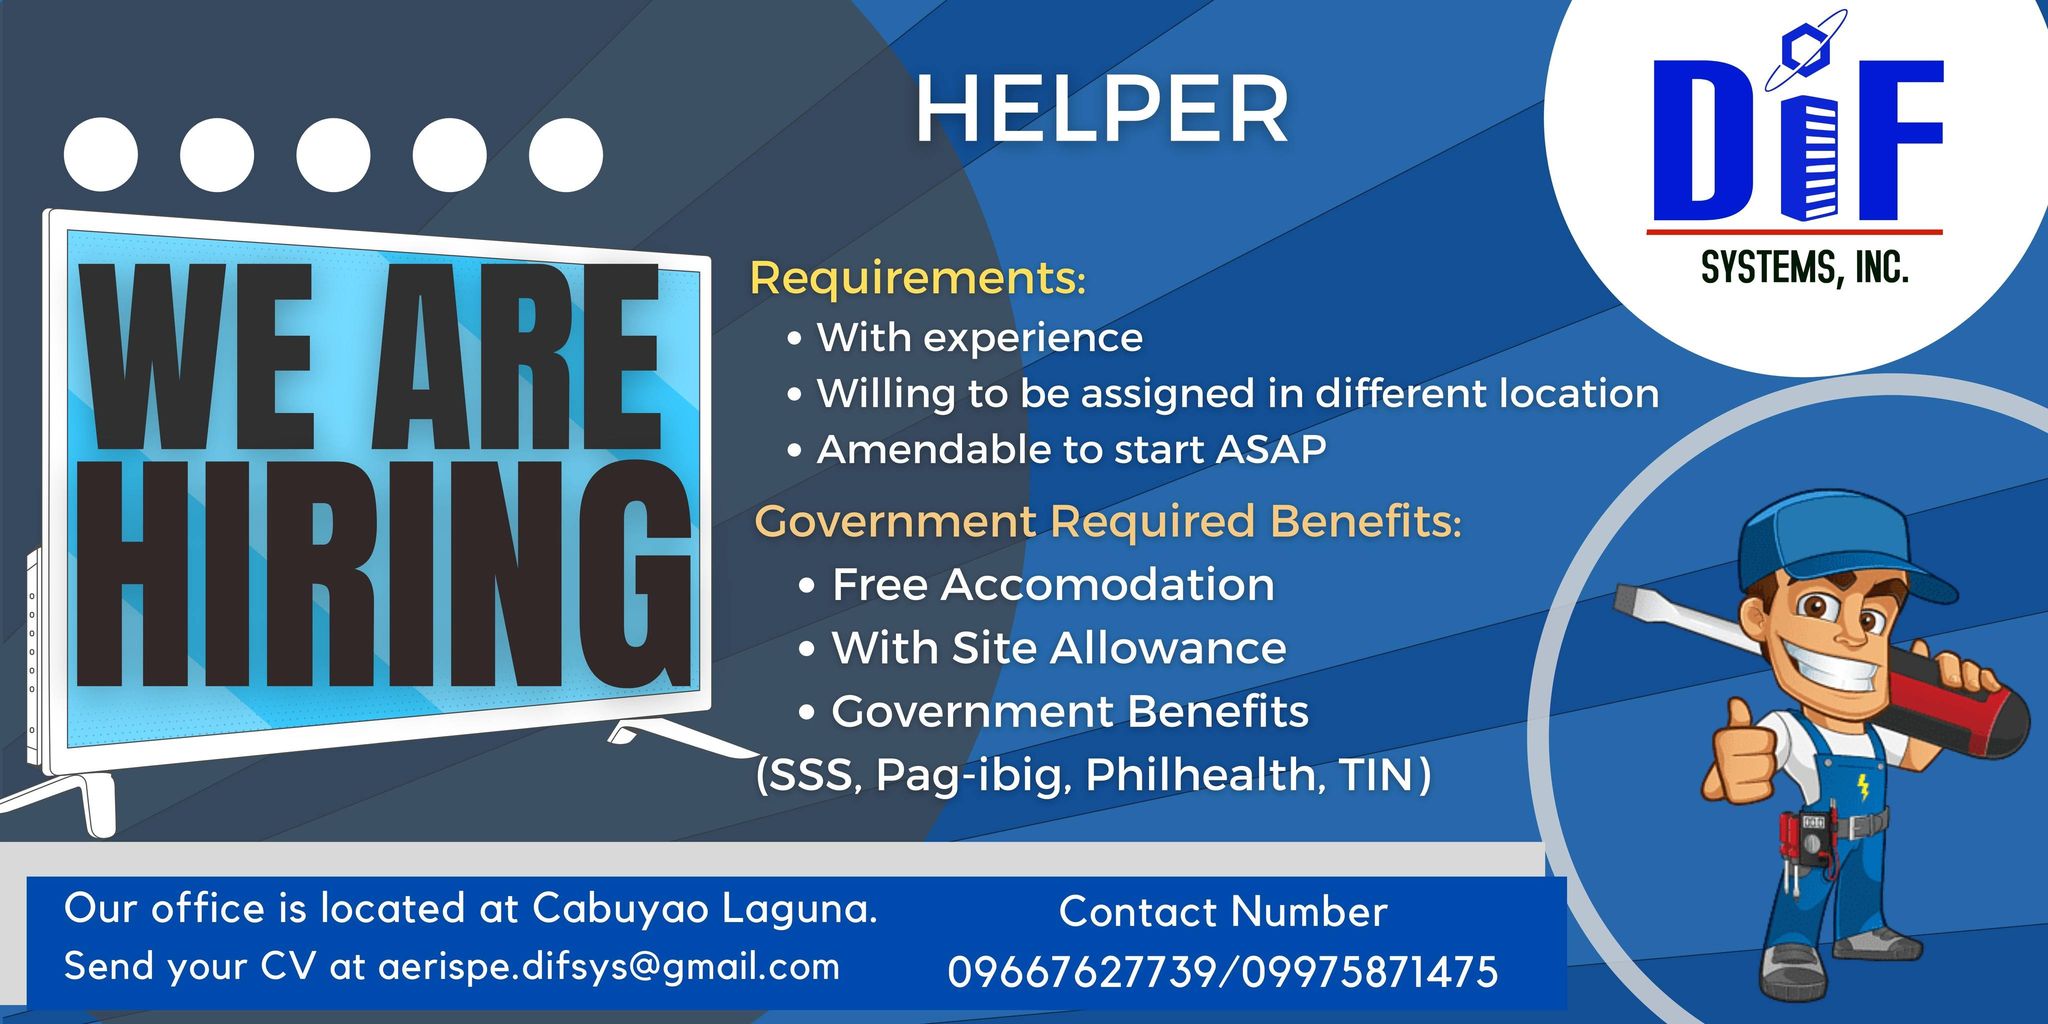 WE ARE
HIRING
HELPER
DiF
SYSTEMS, INC.
Requirements:
• With experience
• Willing to be assigned in different location
• Amendable to start ASAP
Government Required Benefits:
• Free Accomodation
• With Site Allowance
• Government Benefits
(SSS, Pag-ibig, Philhealth, TIN)
Our office is located at Cabuyao Laguna.
Send your CV at aerispe.difsys@gmail.com
Contact Number
09667627739/09975871475